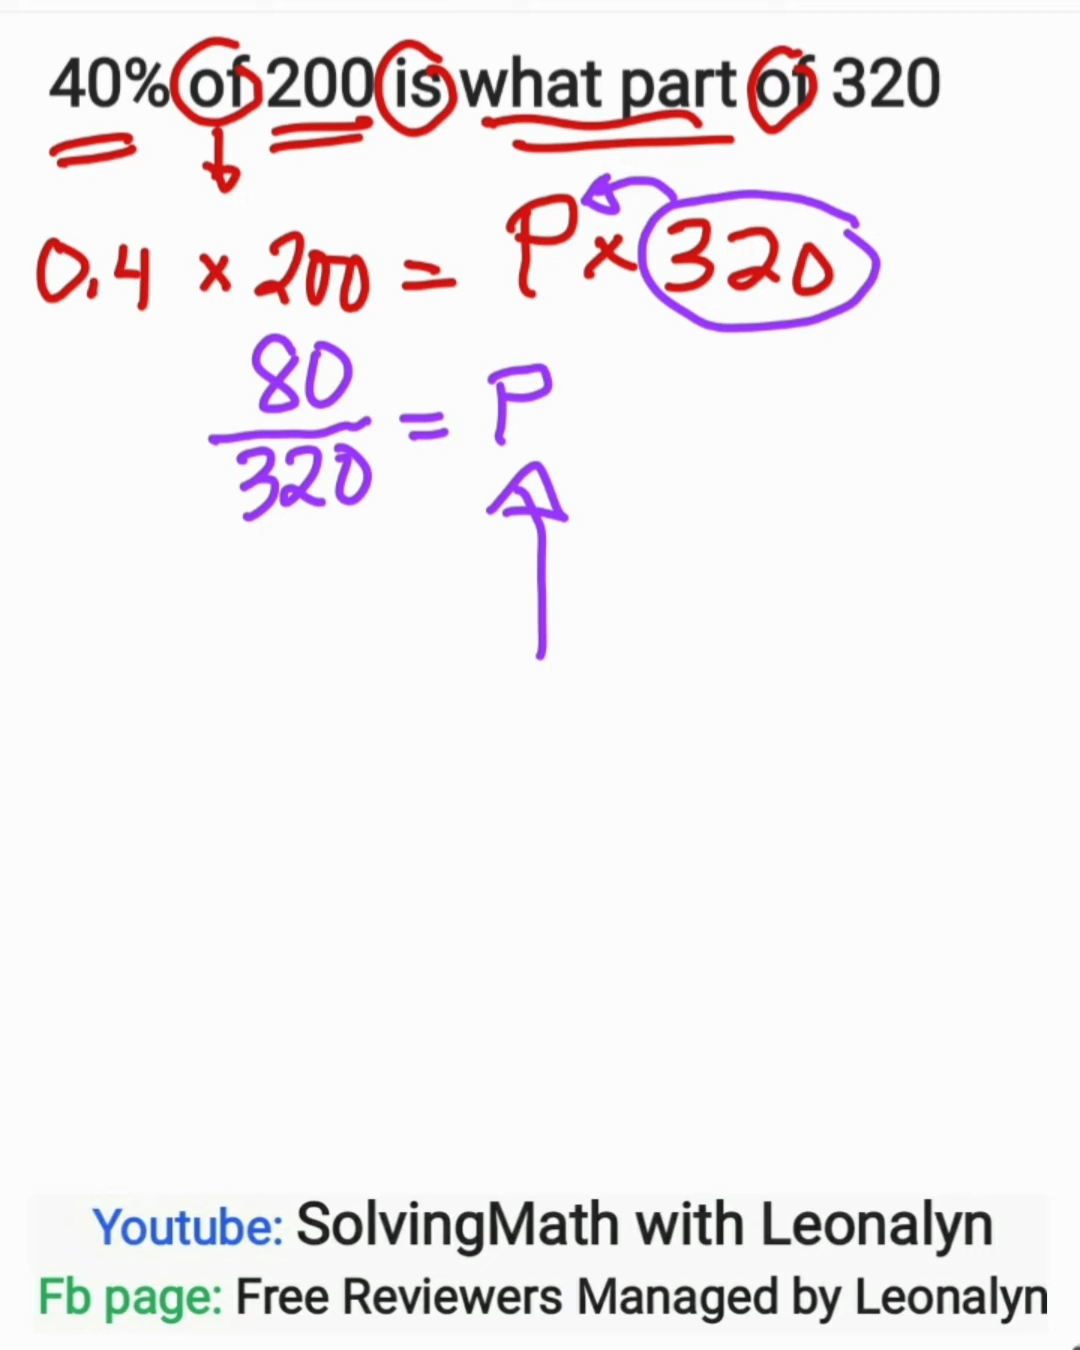 40% of 200 is what part of 320
0.4 × 200 = P × 320
80
320
= P
Youtube: SolvingMath with Leonalyn
Fb page: Free Reviewers Managed by Leonalyn